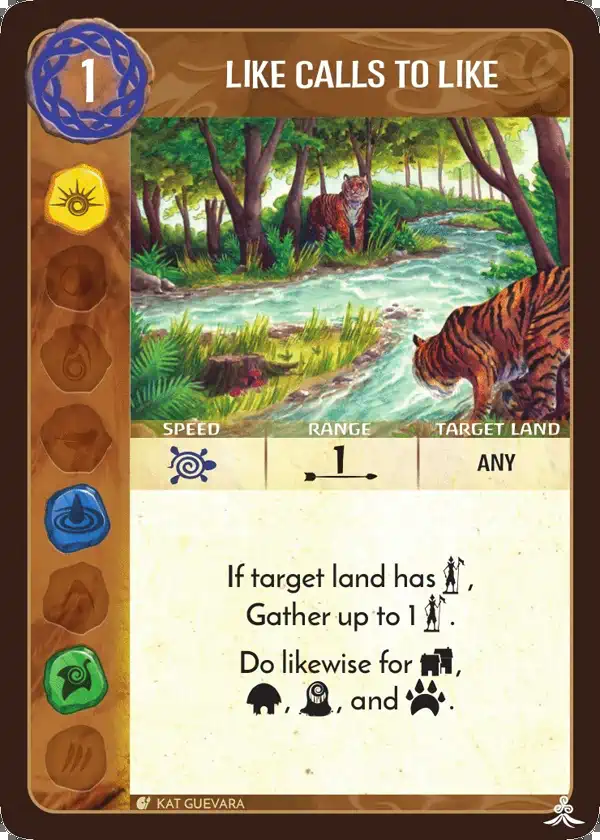 1
LIKE CALLS TO LIKE
SPEED RANGE TARGET LAND
1 ANY
If target land has ,
Gather up to 1 .
Do likewise for ,
, , and .
KAT GUEVARA